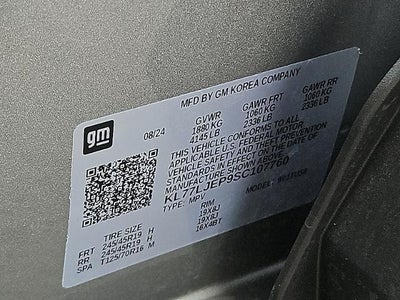 MFD BY GM KOREA COMPANY
gm
08/24 GVWR GAWR FRT GAWR RR
1880 KG 1060 KG 1060 KG
4145 LB 2336 LB 2336 LB
THIS VEHICLE CONFORMS TO ALL
APPLICABLE U.S. FEDERAL MOTOR
VEHICLE SAFETY, BUMPER, AND THEFT
PREVENTION STANDARDS IN EFFECT
ON THE DATE OF MANUFACTURE SHOWN ABOVE.
KL77LJEP9SC107760
TYPE: MPV MODEL:
TIRE SIZE RIM
FRT 245/45R19 H 19X8J
RR 245/45R19 H 19X8J
SPA T125/70R16 M 16X4BT